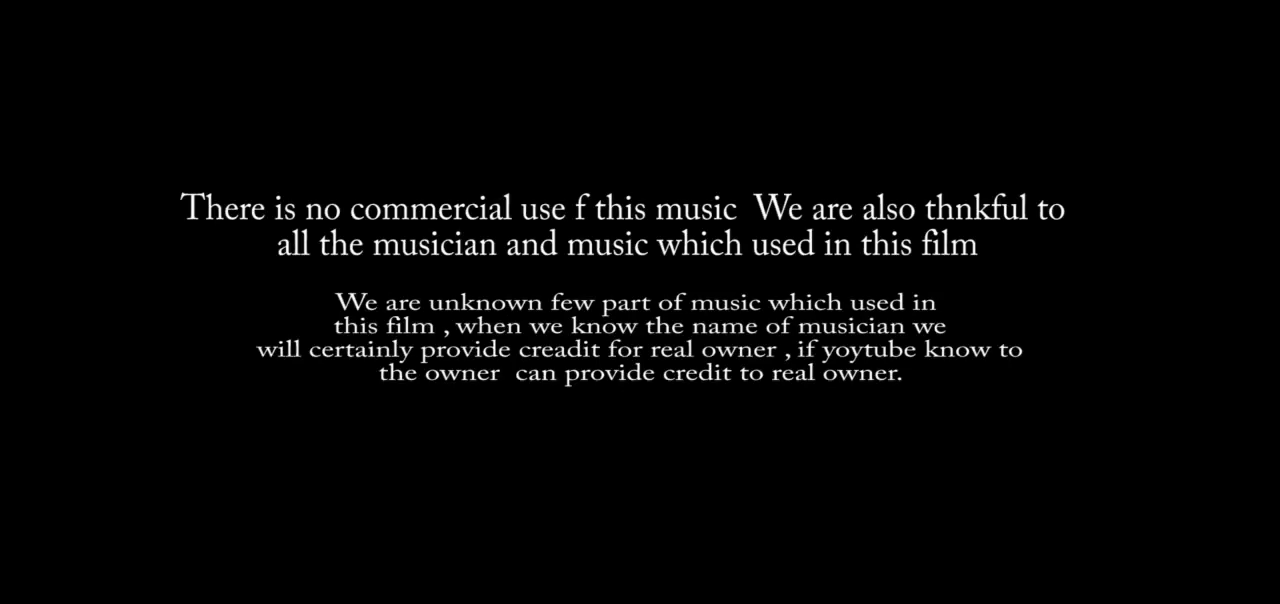 There is no commercial use f this music  We are also thnkful to
all the musician and music which used in this film
We are unknown few part of music which used in
this film , when we know the name of musician we
will certainly provide creadit for real owner , if yoytube know to
the owner  can provide credit to real owner.